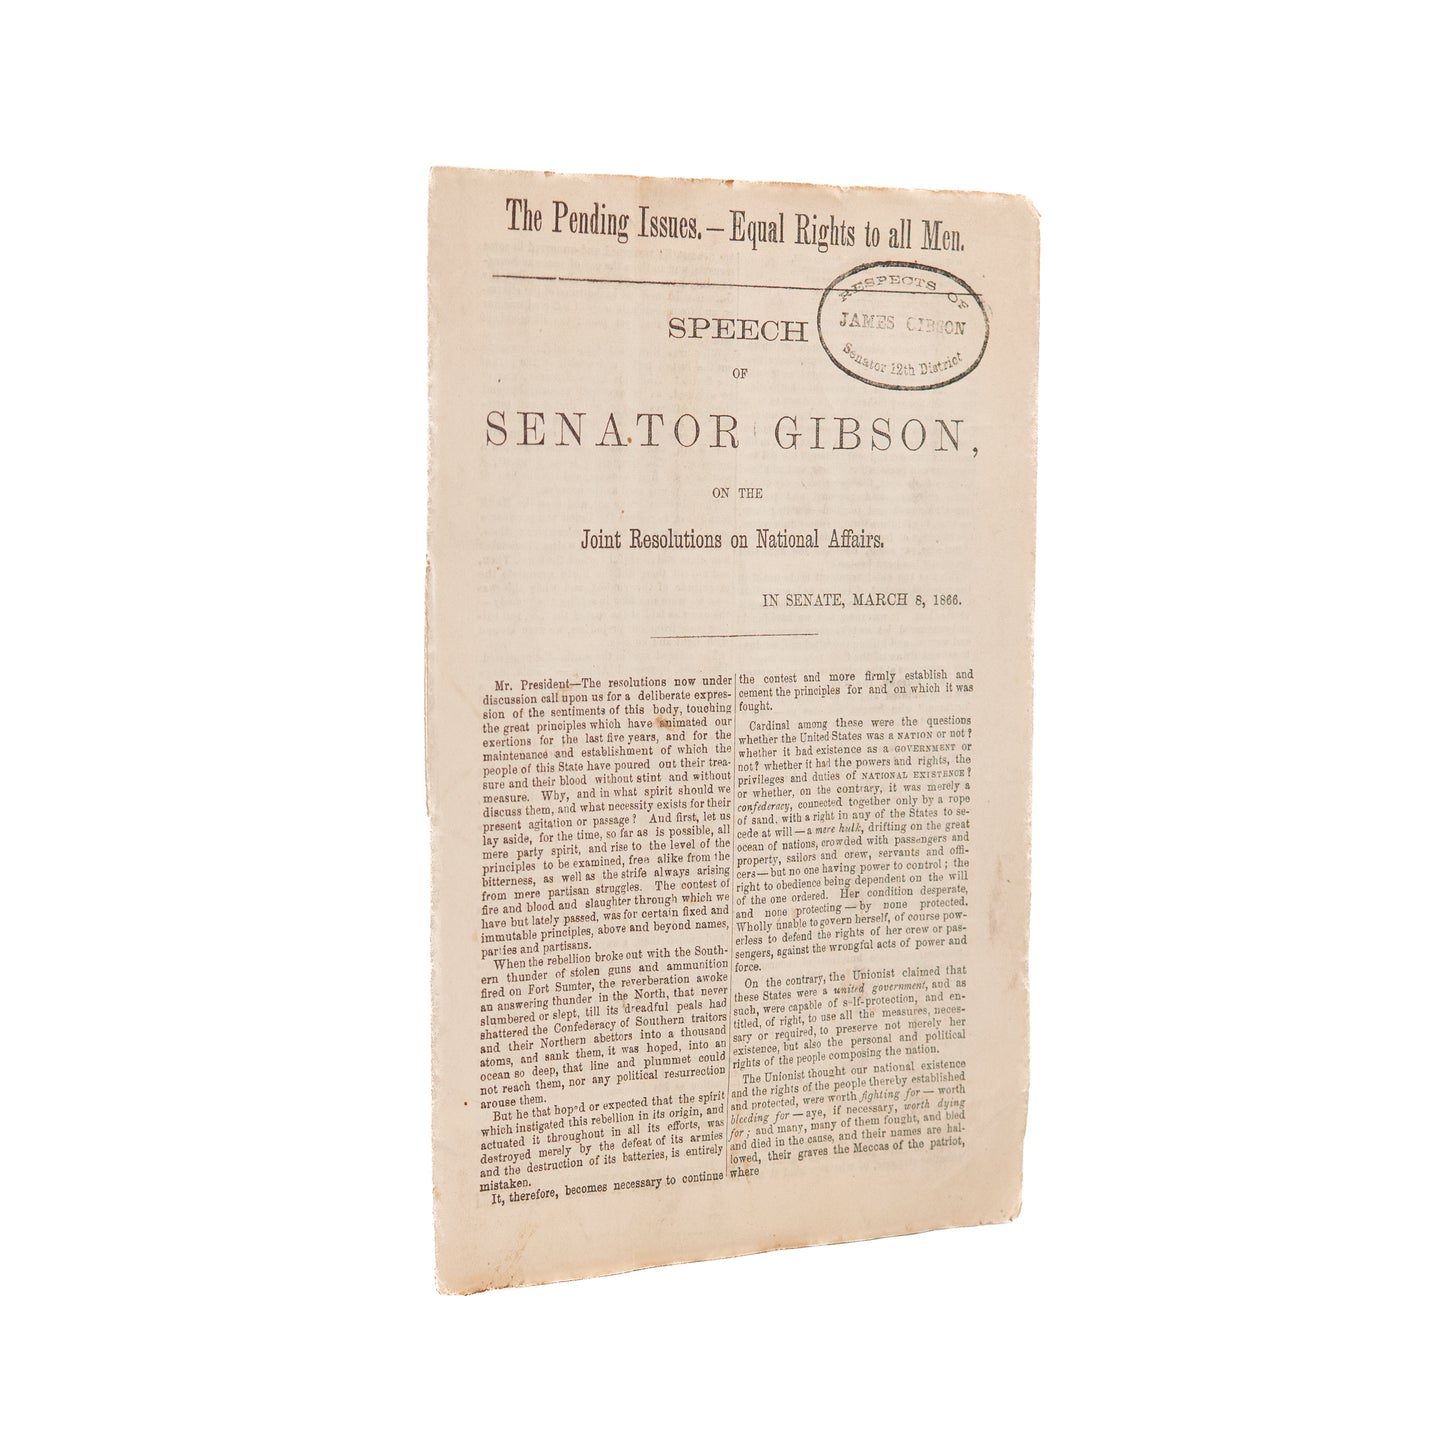 The Pending Issues.—Equal Rights to all Men.
RESPECTS OF
JAMES GIBSON
Senator 12th District
SPEECH
OF
SENATOR GIBSON,
ON THE
Joint Resolutions on National Affairs.
IN SENATE, MARCH 8, 1866.
Mr. President—The resolutions now under
discussion call upon us for a deliberate expres-
sion of the sentiments of this body, touching
the great principles which have animated our
exertions for the last five years, and for the
maintenance and establishment of which the
people of this State have poured out their trea-
sure and their blood without stint and without
measure. Why, and in what spirit should we
discuss them, and what necessity exists for their
present agitation or passage? And first, let us
lay aside, for the time, so far as is possible, all
mere party spirit, and rise to the level of the
principles to be examined, free alike from the
bitterness, as well as the strife always arising
from mere partisan struggles. The contest of
fire and blood and slaughter through which we
have but lately passed, was for certain fixed and
immutable principles, above and beyond names,
parties and partisans.
When the rebellion broke out with the South-
ern thunder of stolen guns and ammunition
fired on Fort Sumter, the reverberation awoke
an answering thunder in the North, that never
slumbered or slept, till its dreadful peals had
shattered the Confederacy of Southern traitors
and their Northern abettors into a thousand
atoms, and sank them, it was hoped, into an
ocean so deep, that line and plummet could
not reach them, nor any political resurrection
arouse them.
But he that hoped or expected that the spirit
which instigated this rebellion in its origin, and
actuated it throughout in all its efforts, was
destroyed merely by the defeat of its armies
and the destruction of its batteries, is entirely
mistaken.
It, therefore, becomes necessary to continue
the contest and more firmly establish and
cement the principles for and on which it was
fought.
Cardinal among these were the questions
whether the United States was a NATION or not?
whether it had existence as a GOVERNMENT or
not? whether it had the powers and rights, the
privileges and duties of NATIONAL EXISTENCE?
or whether, on the contrary, it was merely a
confederacy, connected together only by a rope
of sand, with a right in any of the States to se-
cede at will—a mere hulk, drifting on the great
ocean of nations, crowded with passengers and
property, sailors and crew, servants and offi-
cers—but no one having power to control; the
right to obedience being dependent on the will
of the one ordered. Her condition desperate,
and none protecting—by none protected.
Wholly unable to govern herself, of course pow-
erless to defend the rights of her crew or pas-
sengers, against the wrongful acts of power and
force.
On the contrary, the Unionist claimed that
these States were a united government, and as
such, were capable of self-protection, and en-
titled, of right, to use all the measures, neces-
sary or required, to preserve not merely her
existence, but also the personal and political
rights of the people composing the nation.
The Unionist thought our national existence
and the rights of the people thereby established
and protected, were worth fighting for—worth
bleeding for—aye, if necessary, worth dying
for; and many, many of them fought, and bled
and died in the cause, and their names are hal-
lowed, their graves the Meccas of the patriot,
where